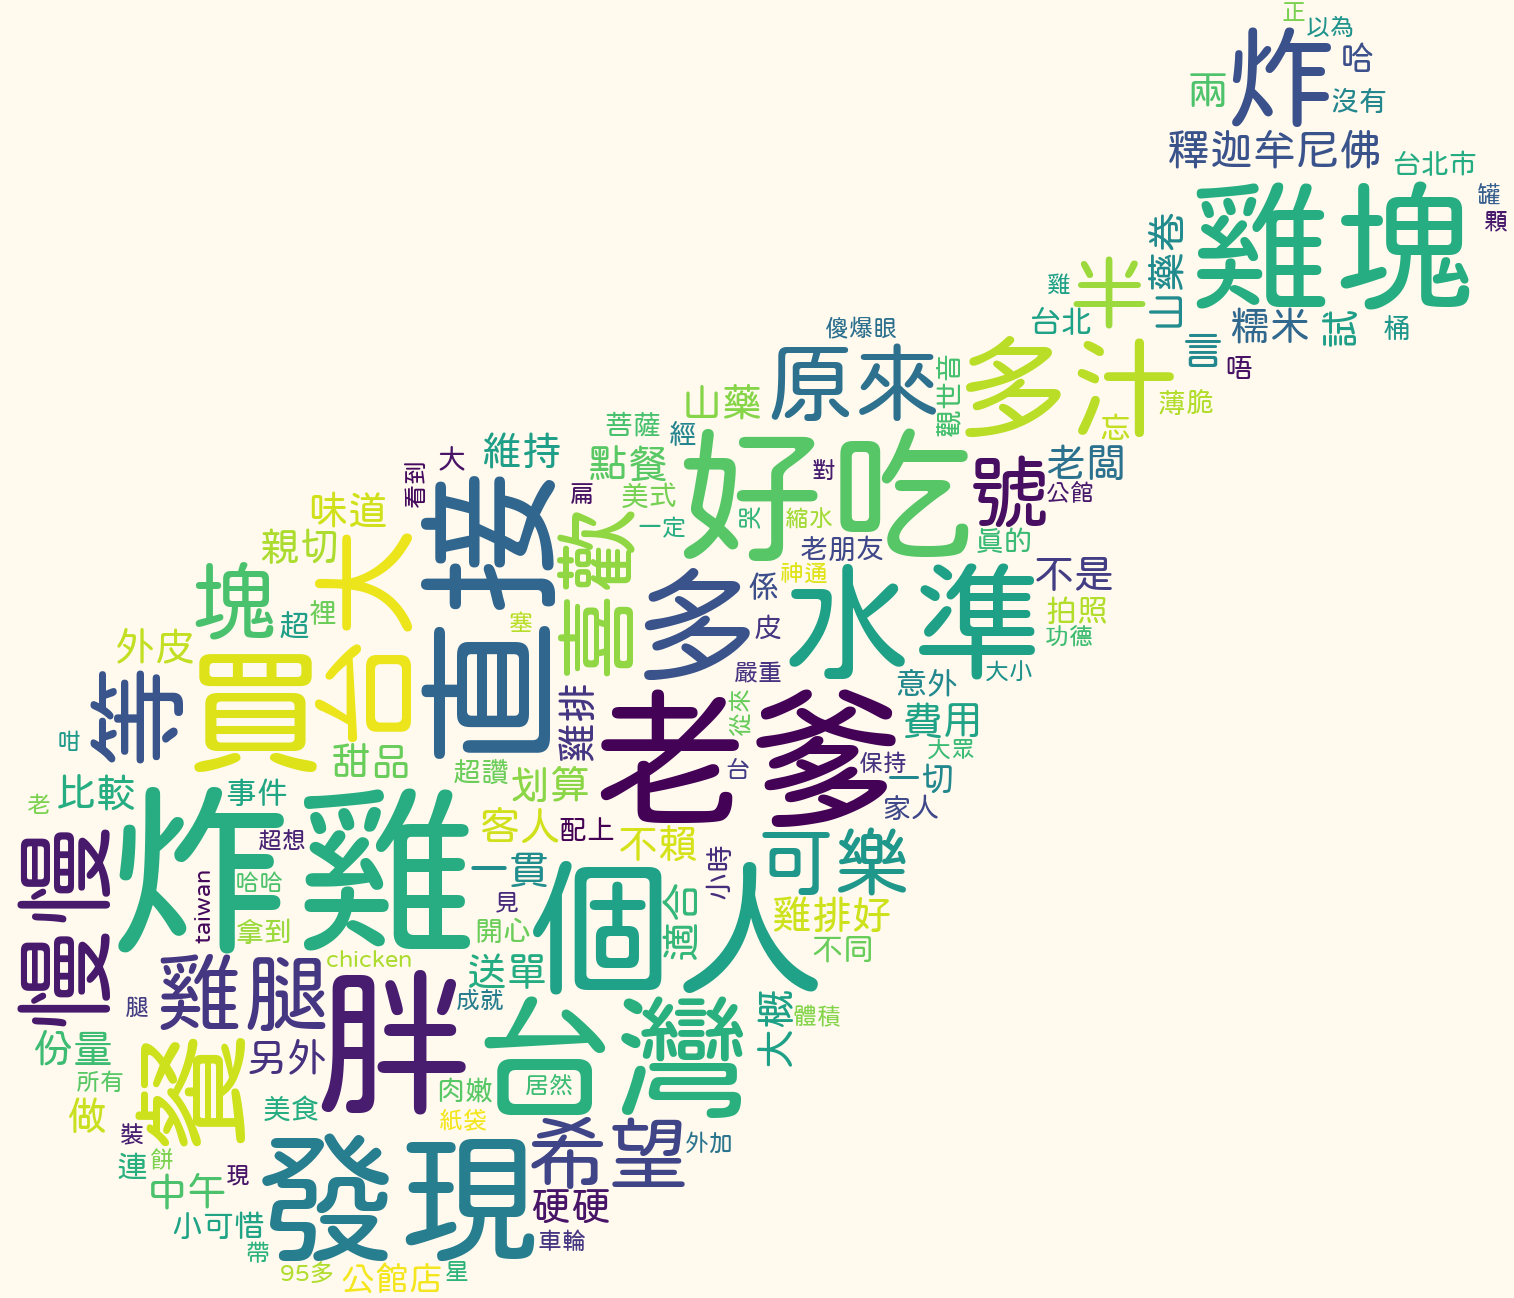 正
以為
炸
哈
兩
沒有
釋迦牟尼佛
台北市
雞塊
罐
顆
山藥卷
半
雞
台北
糯米
試
桶
言
唔
傻爆眼
原來
觀世音
多汁
薄脆
忘
山藥
菩薩
經
好吃
對
號
老闆
公館
維持
大
看到
點餐
美式
扁
一定
哭
縮水
老朋友
真的
味道
親切
天
直接
喜歡
塊
超
裡
塞
多
係
神通
皮
水準
不是
拍照
功德
外皮
買
台
嚴重
意外
大小
等
咁
甜品
雞排
老爹
從來
費用
大眾
台
保持
一切
家人
超讚
划算
比較
老
事件
炸雞
超想
客人
配上
不賴
小時
可樂
慢慢
哈哈
taiwan
拿到
一貫
見
開心
個人
適合
雞排好
不同
chicken
送單
雞腿
腿
胖
成就
台灣
大概
體積
份量
所有
做
餐
另外
美食
肉嫩
居然
紙袋
裝
連
餅
中午
現
小可惜
帶
發現
希望
外加
硬硬
車輪
95多
公館店
星